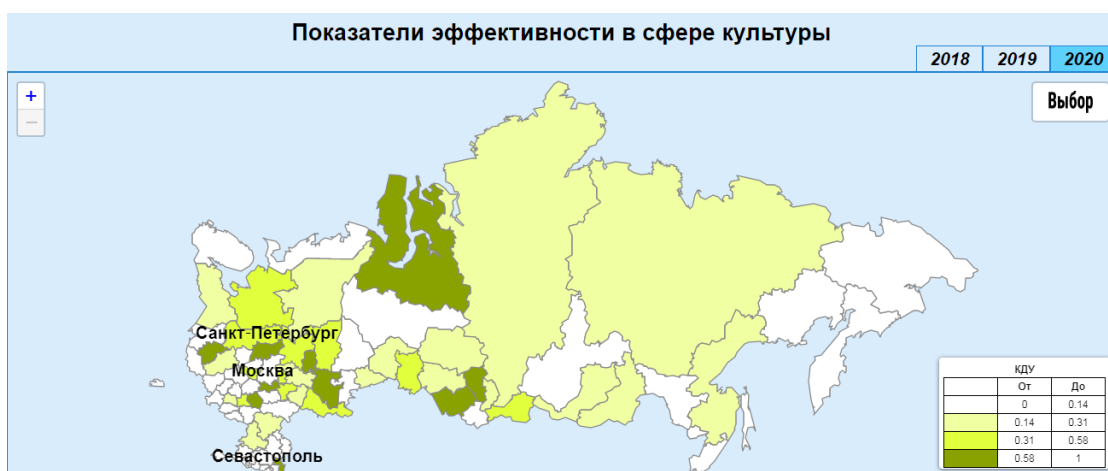 Показатели эффективности в сфере культуры
2018 2019 2020
+
−
Выбор
Санкт-Петербург
Москва
Севастополь
КДУ
От До
0 0.14
0.14 0.31
0.31 0.58
0.58 1